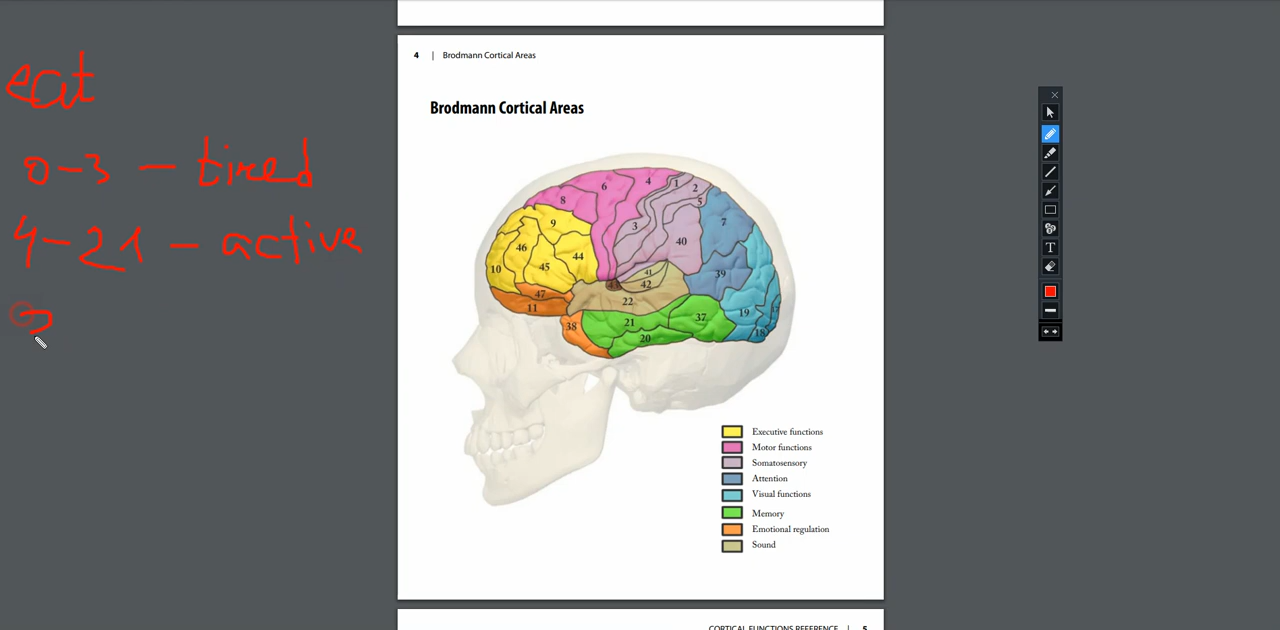 eat
0-3 - tired
4-21 - active
4 | Brodmann Cortical Areas
Brodmann Cortical Areas
6
4
1
2
8
5
9
3
7
46
40
44
10
45
41
39
42
47
43
22
11
19
17
38
21
37
20
18
Executive functions
Motor functions
Somatosensory
Attention
Visual functions
Memory
Emotional regulation
Sound
CORTICAL FUNCTIONS REFERENCE | 5
T